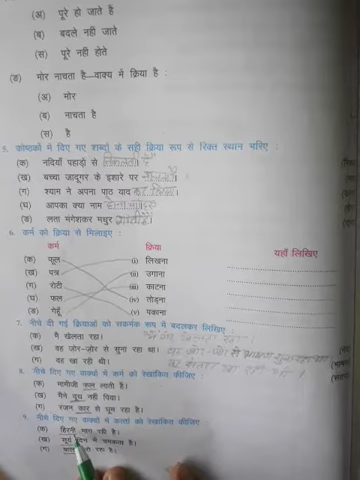 (अ) पूरे हो जाते है
(ब) बदले नही जाते
(स) पूरे नही होते
(ङ) मोर नाचता है—वाक्य में क्रिया है :
(अ) मोर
(ब) नाचता है
(स) है
5. कोष्ठकों में दिए गए शब्दों के सही क्रिया रूप से रिक्त स्थान भरिए :
(क) नदियाँ पहाड़ो से निकलती हैं
(ख) बच्चा जादूगर के इशारे पर
(ग) श्याम ने अपना पाठ याद कर लिया।
(घ) आपका क्या नाम
(ङ) लता मंगेशकर मधुर
6. कर्म को क्रिया से मिलाइए :
कर्म क्रिया यहाँ लिखिए
(क) फूल (i) लिखना
(ख) पत्र (ii) उगाना
(ग) रोटी (iii) काटना
(घ) फल (iv) तोड़ना
(ङ) गेहूँ (v) पकाना
7. नीचे दी गई क्रियाओं को सकर्मक रूप में बदलकर लिखिए
(क) मैं खेलता रहा।
(ख) वह जोर-जोर से सुना रहा था।
(ग) वह खा रही थी।
8. नीचे दिए गए वाक्यों में कर्म को रेखांकित कीजिए :
(क) मामीजी फल लाती है।
(ख) मैंने दूध नही पिया।
(ग) रजन कार से घूम रहा है।
9. नीचे दिए गए वाक्यों में कर्त्ता को रेखांकित कीजिए
(क) हिरनी भाग रही है।
(ख) सूर्य दिन में चमकता है।
(ग) रही है।